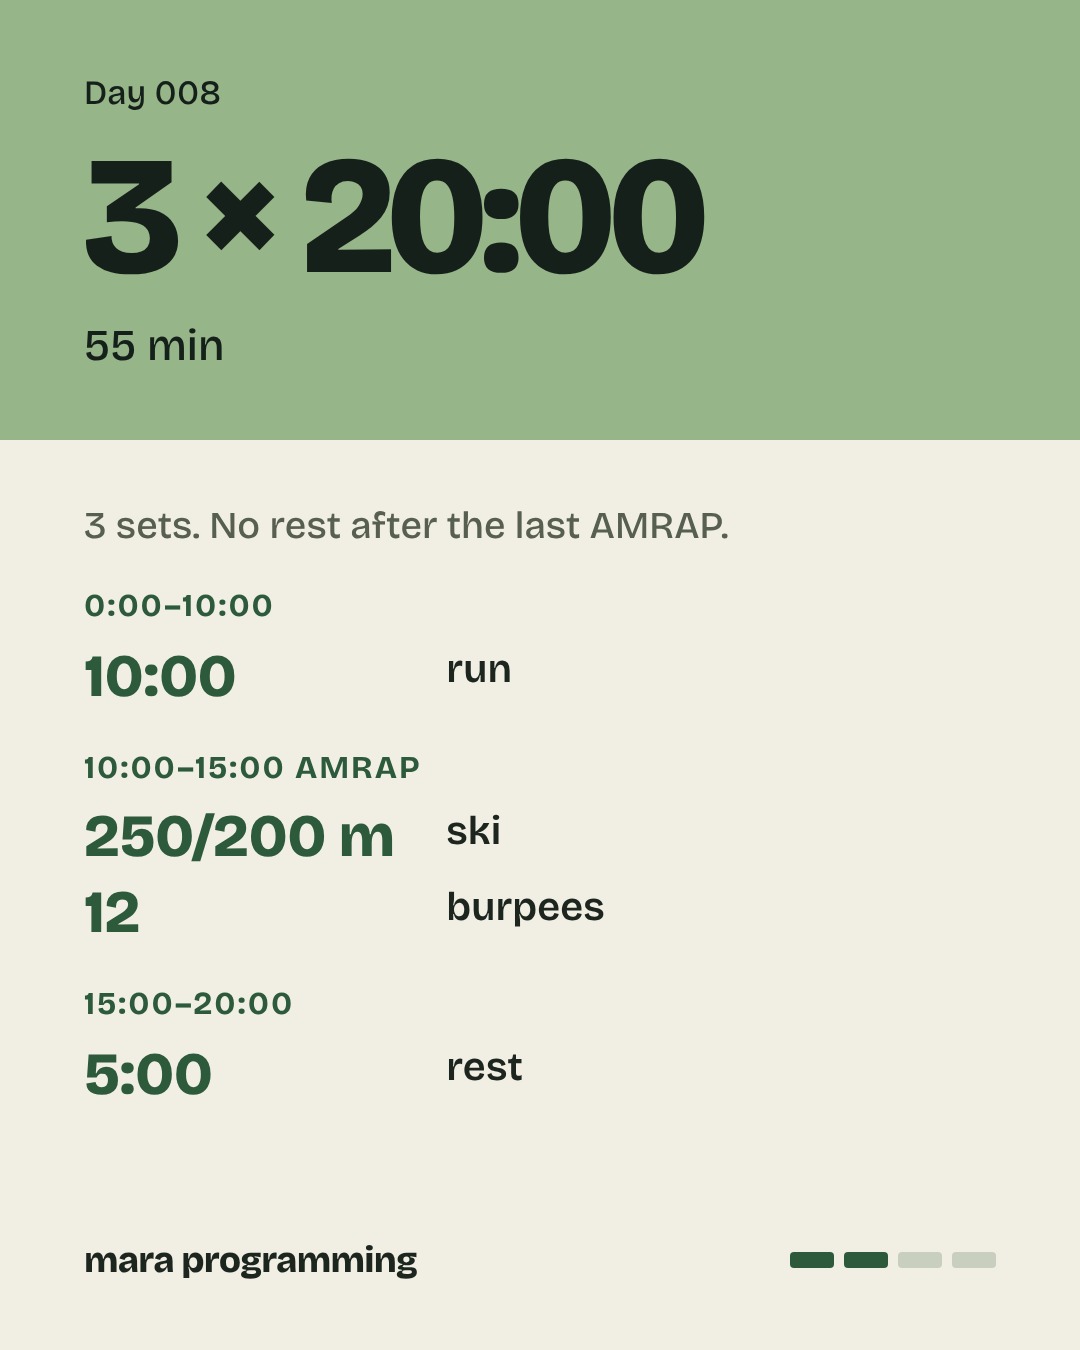 Day 008
3 × 20:00
55 min
3 sets. No rest after the last AMRAP.
0:00–10:00
10:00 run
10:00–15:00 AMRAP
250/200 m ski
12 burpees
15:00–20:00
5:00 rest
mara programming